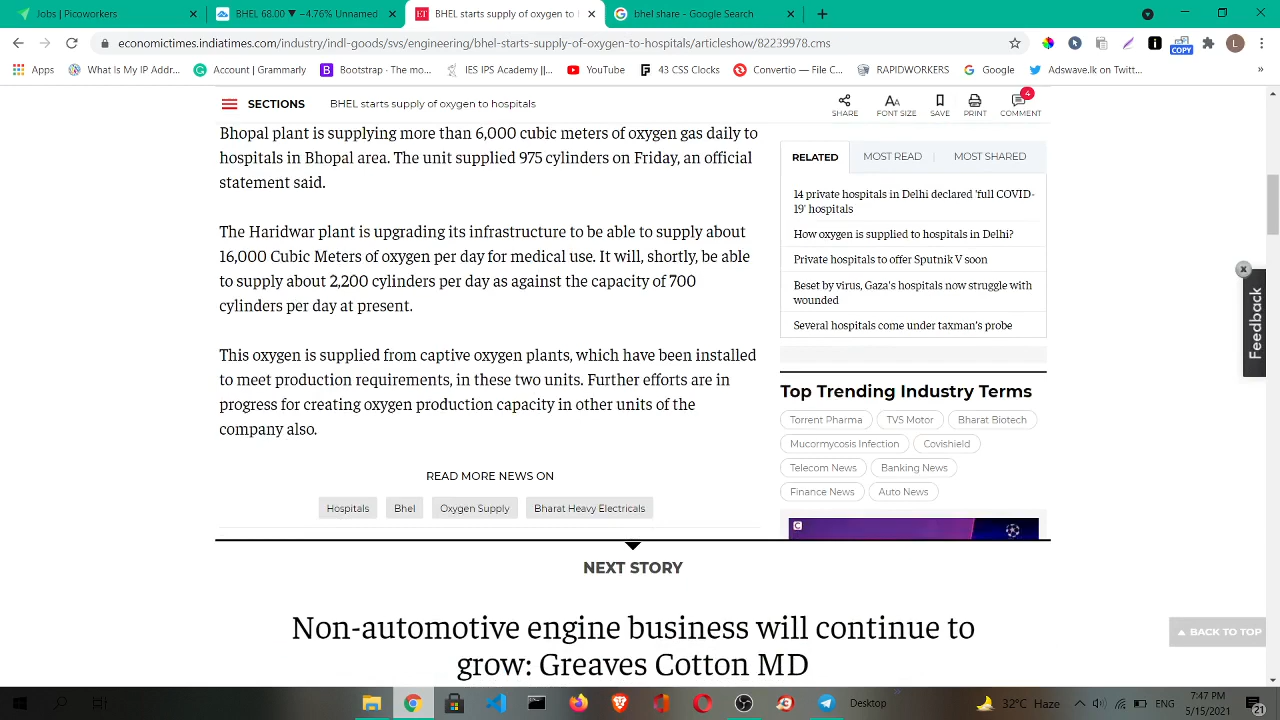 Jobs | Picoworkers
BHEL 68.00 ▼ −4.76% Unnamed
ET BHEL starts supply of oxygen to
bhel share - Google Search
economictimes.indiatimes.com/industry/indl-goods/svs/engineering/bhel-starts-supply-of-oxygen-to-hospitals/articleshow/82239978.cms
COPY
L
Apps
What Is My IP Addr...
Account | Grammarly
Bootstrap · The mo...
IES IPS Academy ||...
YouTube
43 CSS Clocks
Convertio — File C...
RAPIDWORKERS
Google
Adswave.lk on Twitt...
»
SECTIONS
BHEL starts supply of oxygen to hospitals
SHARE
FONT SIZE
SAVE
PRINT
4
COMMENT
Bhopal plant is supplying more than 6,000 cubic meters of oxygen gas daily to
hospitals in Bhopal area. The unit supplied 975 cylinders on Friday, an official
statement said.
The Haridwar plant is upgrading its infrastructure to be able to supply about
16,000 Cubic Meters of oxygen per day for medical use. It will, shortly, be able
to supply about 2,200 cylinders per day as against the capacity of 700
cylinders per day at present.
This oxygen is supplied from captive oxygen plants, which have been installed
to meet production requirements, in these two units. Further efforts are in
progress for creating oxygen production capacity in other units of the
company also.
READ MORE NEWS ON
Hospitals
Bhel
Oxygen Supply
Bharat Heavy Electricals
RELATED
MOST READ
MOST SHARED
14 private hospitals in Delhi declared 'full COVID-
19' hospitals
How oxygen is supplied to hospitals in Delhi?
Private hospitals to offer Sputnik V soon
Beset by virus, Gaza's hospitals now struggle with
wounded
Several hospitals come under taxman's probe
Top Trending Industry Terms
Torrent Pharma
TVS Motor
Bharat Biotech
Mucormycosis Infection
Covishield
Telecom News
Banking News
Finance News
Auto News
Feedback
NEXT STORY
Non-automotive engine business will continue to
grow: Greaves Cotton MD
BACK TO TOP
Desktop
32°C Haze
ENG
7:47 PM
5/15/2021
21